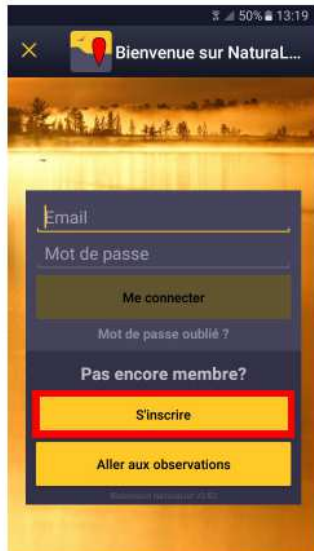 50% 13:19
Bienvenue sur NaturaL...
Email
Mot de passe
Me connecter
Mot de passe oublié ?
Pas encore membre?
S'inscrire
Aller aux observations